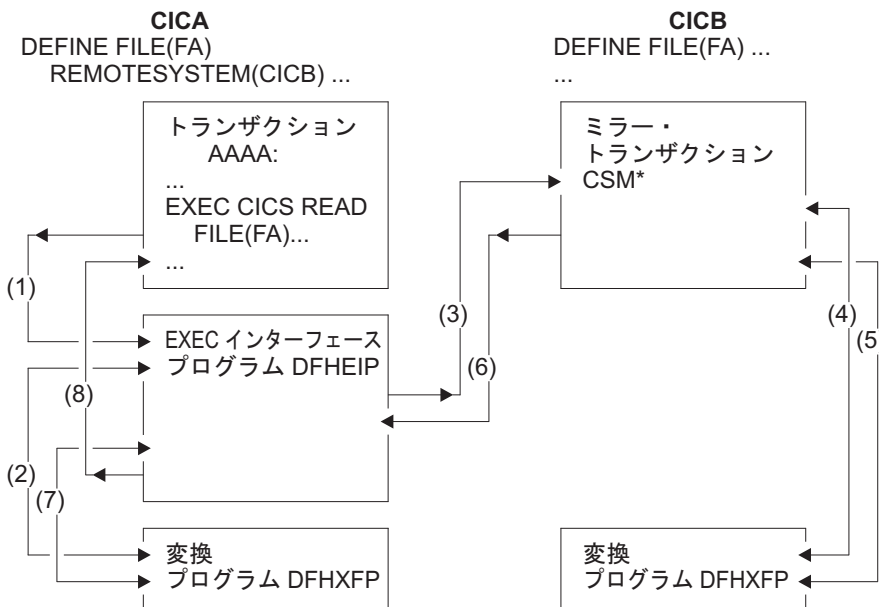 CICA
DEFINE FILE(FA)
REMOTESYSTEM(CICB) ...
CICB
DEFINE FILE(FA) ...
...
トランザクション
AAAA:
...
EXEC CICS READ
FILE(FA)...
...
ミラー・
トランザクション
CSM*
(1)
(3)
(4)
(5
EXEC インターフェース
プログラム DFHEIP
(6)
(8)
(2)
(7)
変換
プログラム DFHXFP
変換
プログラム DFHXFP